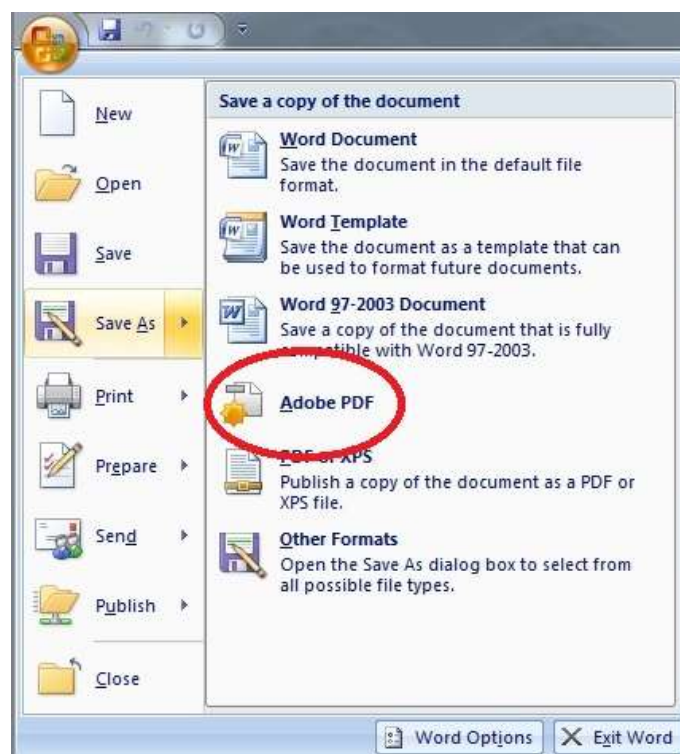 New
Open
Save
Save As
Print
Prepare
Send
Publish
Close
Save a copy of the document
Word Document
Save the document in the default file
format.
Word Template
Save the document as a template that can
be used to format future documents.
Word 97-2003 Document
Save a copy of the document that is fully
compatible with Word 97-2003.
Adobe PDF
PDF or XPS
Publish a copy of the document as a PDF or
XPS file.
Other Formats
Open the Save As dialog box to select from
all possible file types.
Word Options
Exit Word